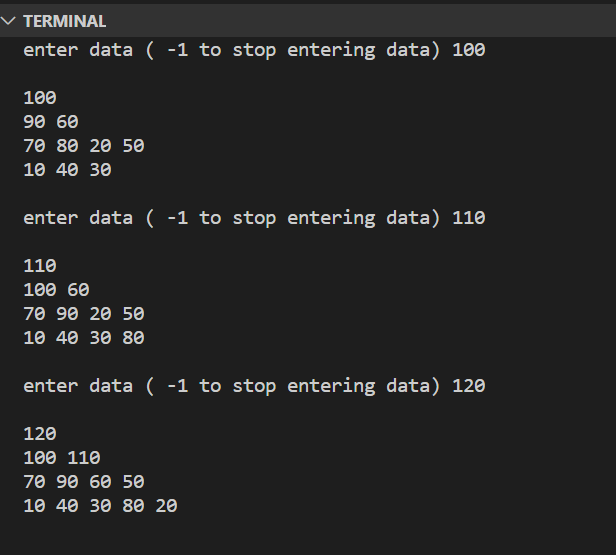 TERMINAL
enter data ( -1 to stop entering data) 100
100
90 60
70 80 20 50
10 40 30
enter data ( -1 to stop entering data) 110
110
100 60
70 90 20 50
10 40 30 80
enter data ( -1 to stop entering data) 120
120
100 110
70 90 60 50
10 40 30 80 20